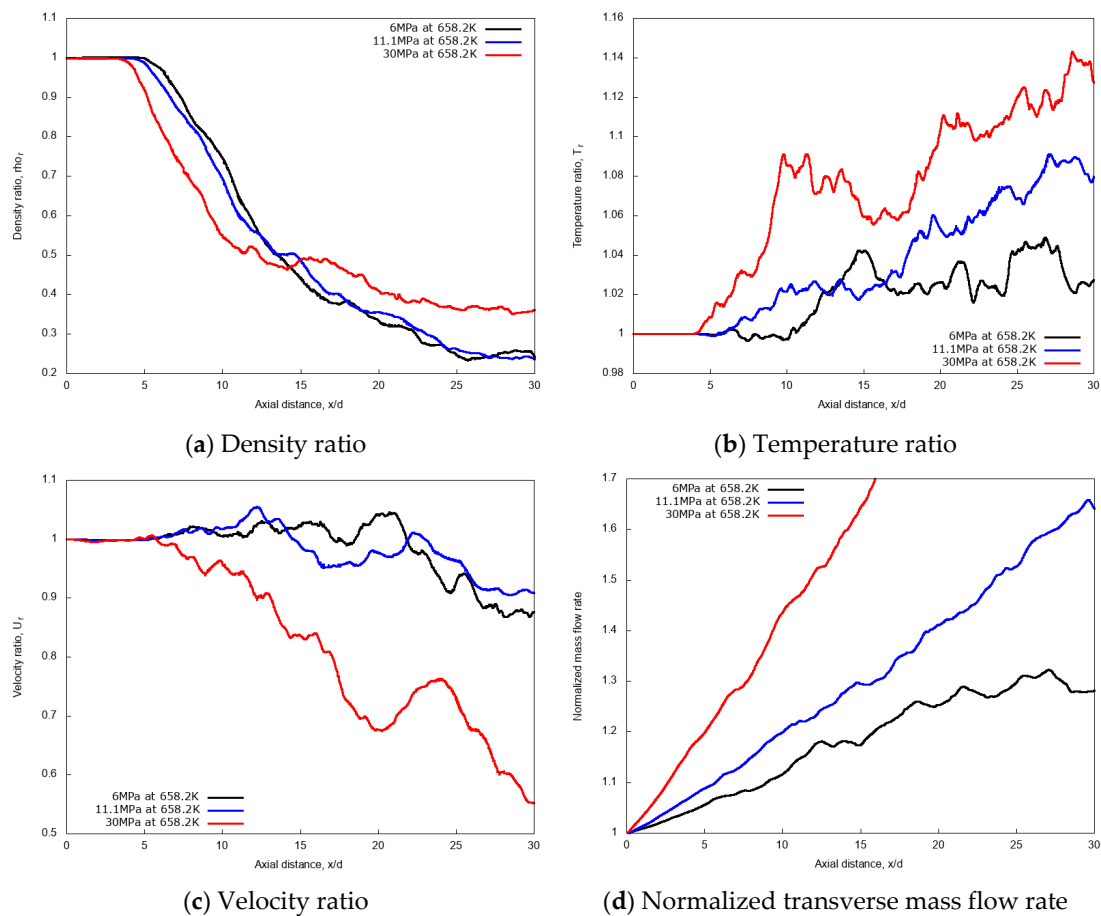 1.1
1
0.9
0.8
0.7
0.6
0.5
0.4
0.3
0.2
Density ratio, rho_r
6MPa at 658.2K
11.1MPa at 658.2K
30MPa at 658.2K
0 5 10 15 20 25 30
Axial distance, x/d
(a) Density ratio
1.16
1.14
1.12
1.1
1.08
1.06
1.04
1.02
1
0.98
Temperature ratio, T_r
6MPa at 658.2K
11.1MPa at 658.2K
30MPa at 658.2K
0 5 10 15 20 25 30
Axial distance, x/d
(b) Temperature ratio
1.1
1
0.9
0.8
0.7
0.6
0.5
Velocity ratio, U_r
6MPa at 658.2K
11.1MPa at 658.2K
30MPa at 658.2K
0 5 10 15 20 25 30
Axial distance, x/d
(c) Velocity ratio
1.7
1.6
1.5
1.4
1.3
1.2
1.1
1
Normalized mass flow rate
6MPa at 658.2K
11.1MPa at 658.2K
30MPa at 658.2K
0 5 10 15 20 25 30
Axial distance, x/d
(d) Normalized transverse mass flow rate